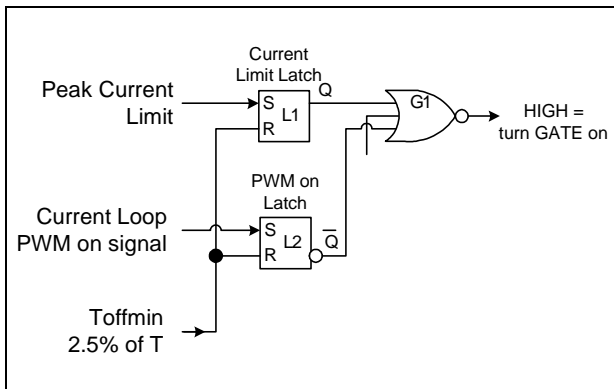 Current
Limit Latch
Peak Current
Limit
S
R
L1
Q
G1
HIGH =
turn GATE on
PWM on
Latch
Current Loop
PWM on signal
S
R
L2
Q̅
Toffmin
2.5% of T